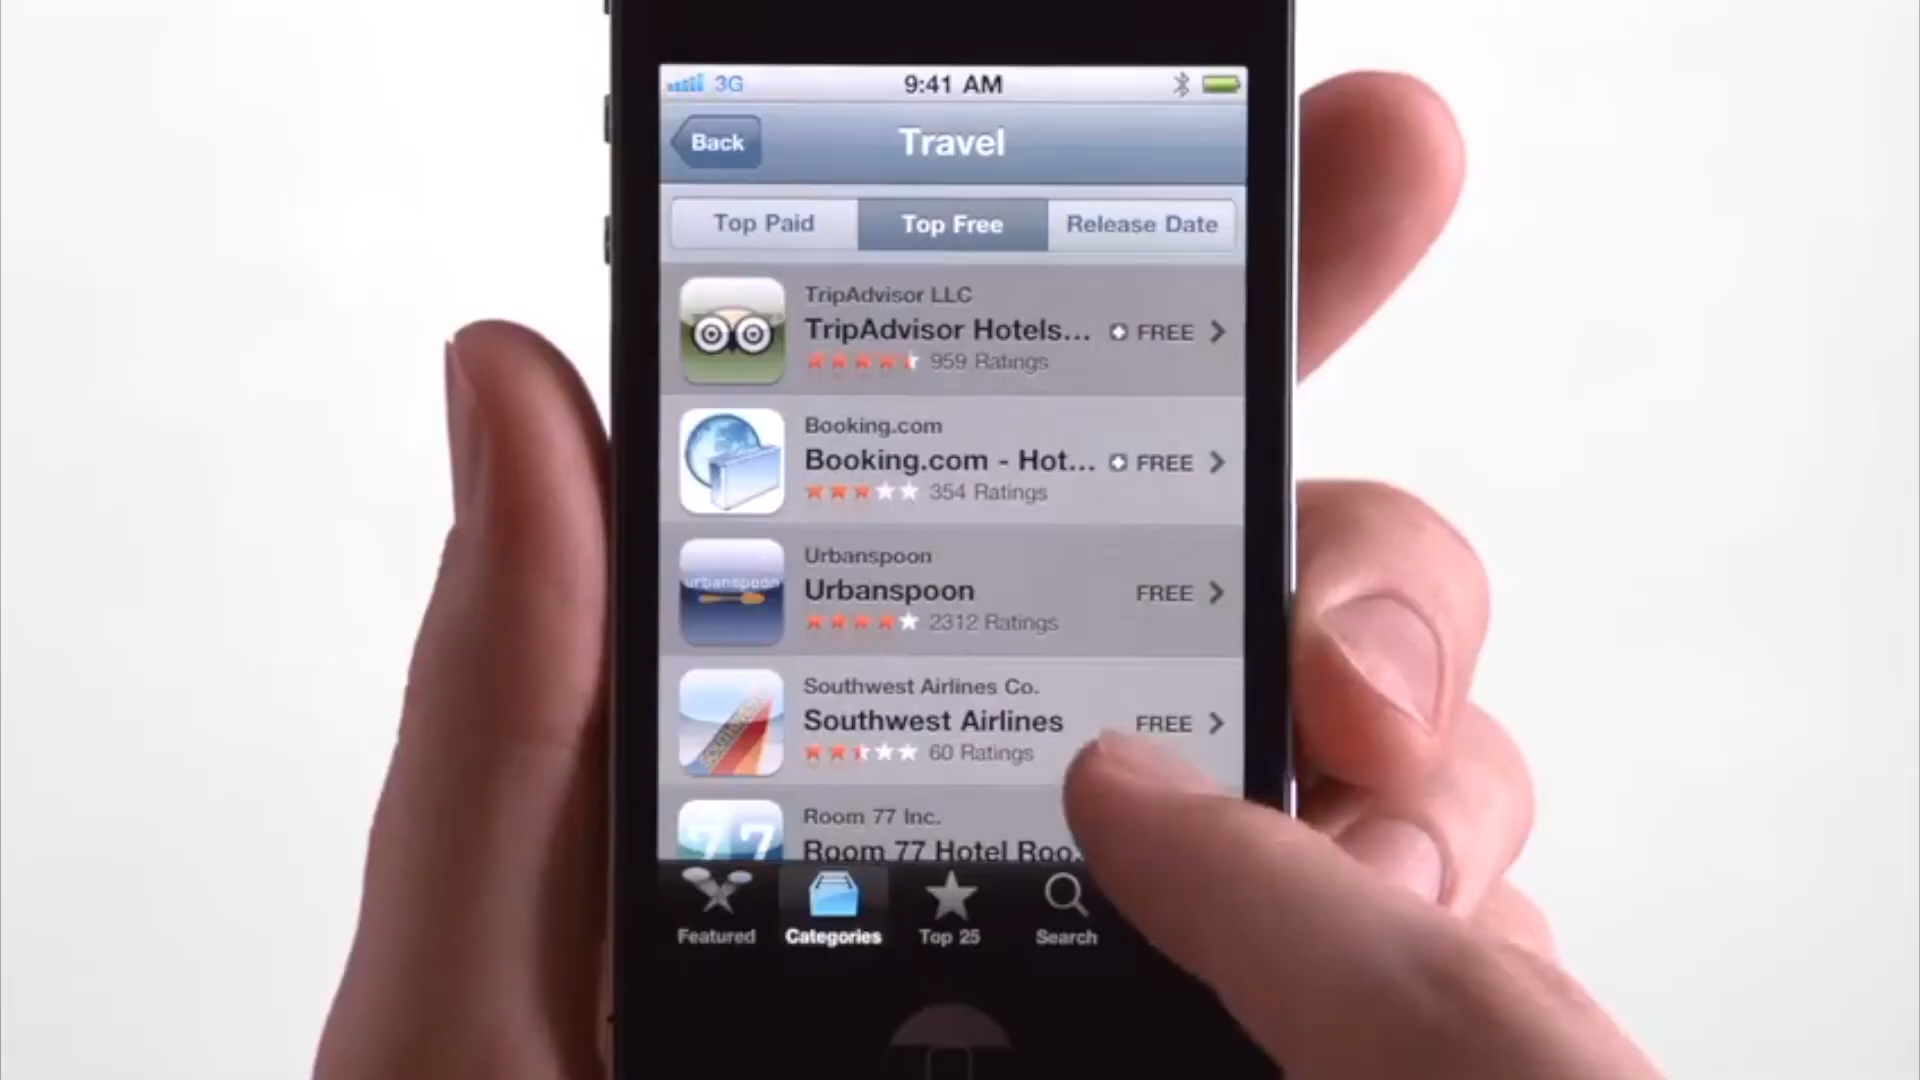 3G 9:41 AM
Back Travel
Top Paid Top Free Release Date
TripAdvisor LLC
TripAdvisor Hotels... FREE
959 Ratings
Booking.com
Booking.com - Hot... FREE
354 Ratings
urbanspoon
Urbanspoon
Urbanspoon FREE
2312 Ratings
Southwest Airlines Co.
Southwest Airlines FREE
60 Ratings
77
Room 77 Inc.
Room 77 Hotel Roo...
Featured Categories Top 25 Search